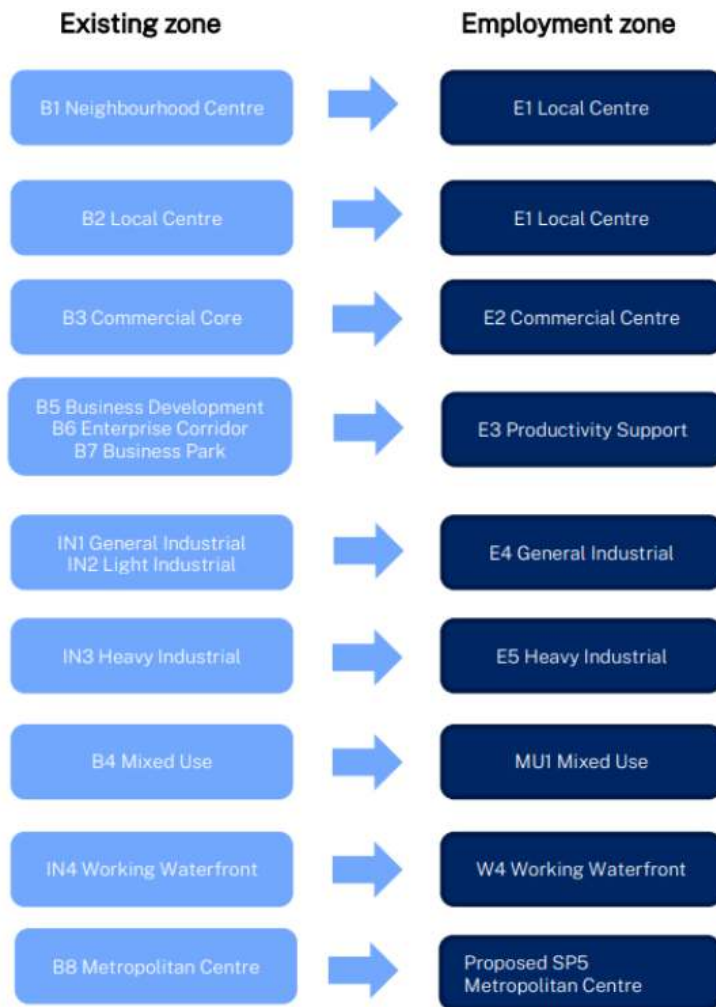 Existing zone
Employment zone
B1 Neighbourhood Centre
E1 Local Centre
B2 Local Centre
E1 Local Centre
B3 Commercial Core
E2 Commercial Centre
B5 Business Development
B6 Enterprise Corridor
B7 Business Park
E3 Productivity Support
IN1 General Industrial
IN2 Light Industrial
E4 General Industrial
IN3 Heavy Industrial
E5 Heavy Industrial
B4 Mixed Use
MU1 Mixed Use
IN4 Working Waterfront
W4 Working Waterfront
B8 Metropolitan Centre
Proposed SP5
Metropolitan Centre